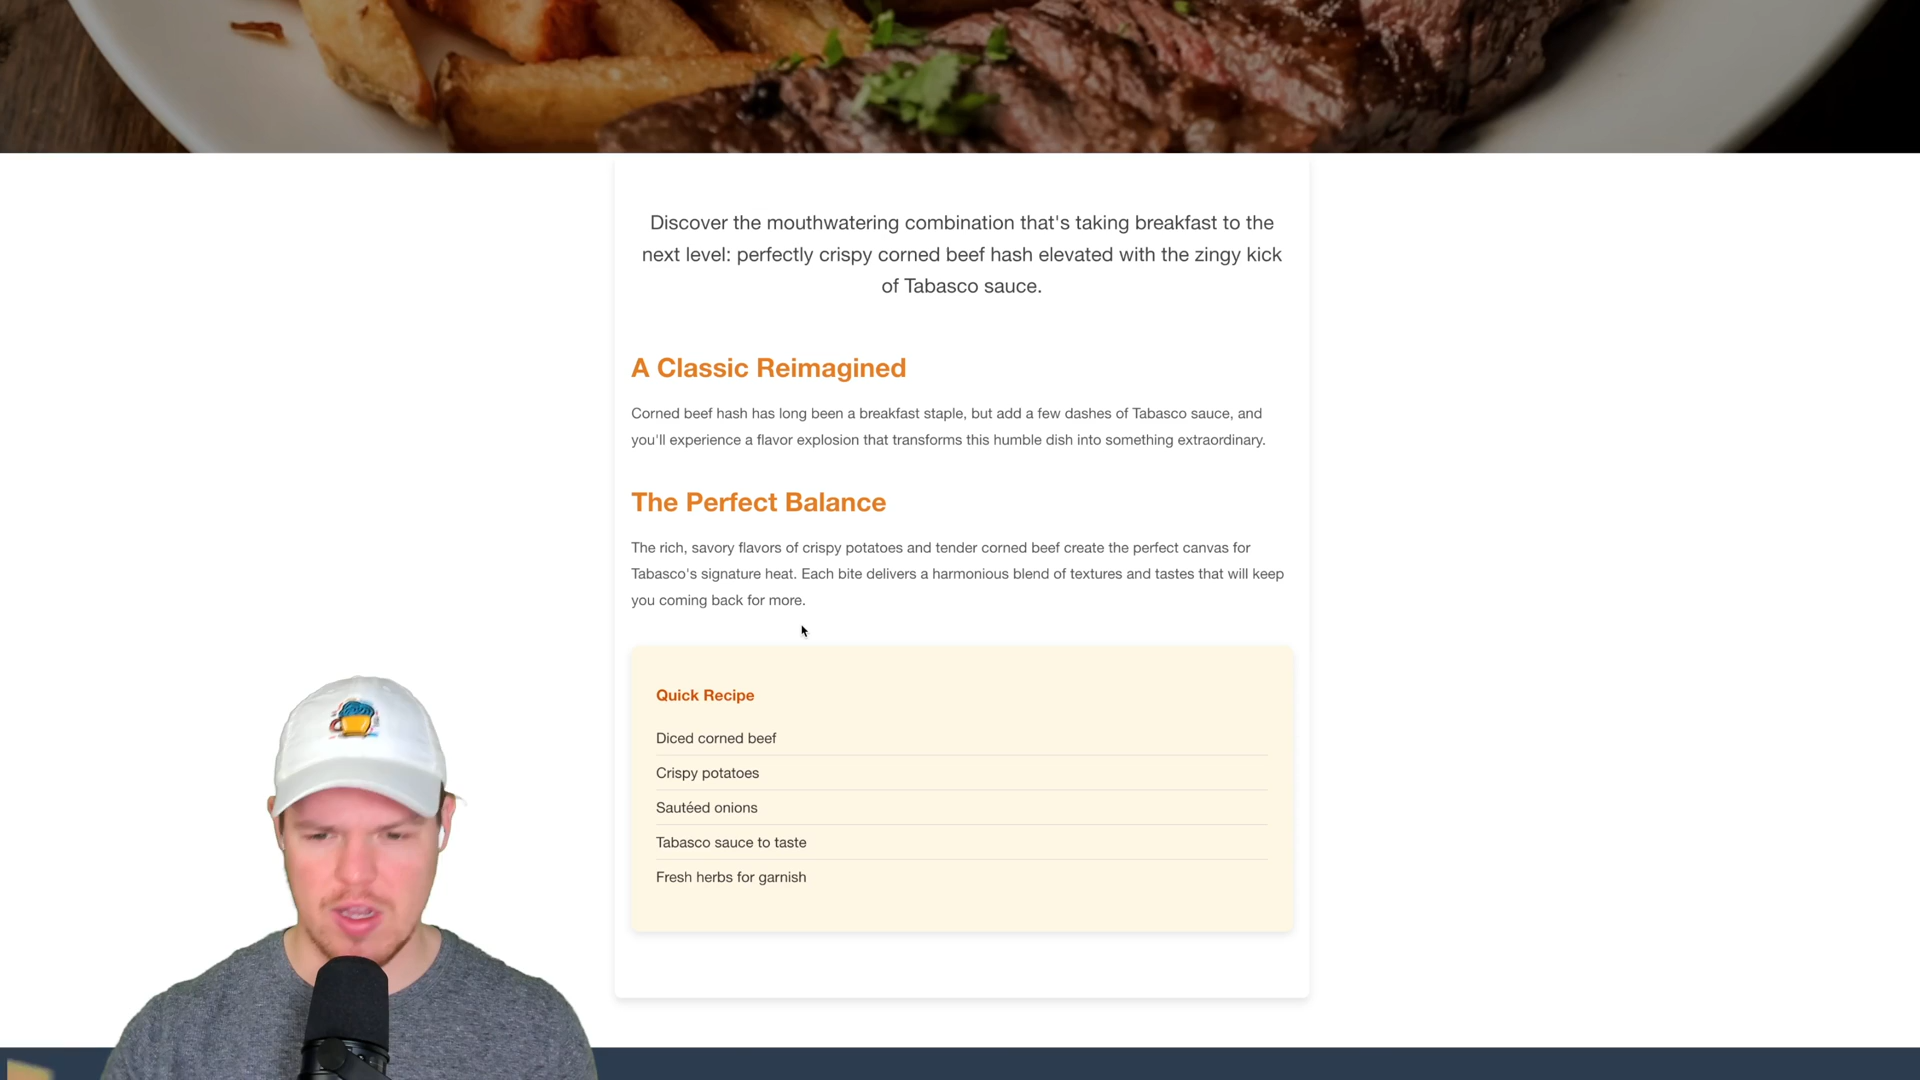 Discover the mouthwatering combination that's taking breakfast to the
next level: perfectly crispy corned beef hash elevated with the zingy kick
of Tabasco sauce.
A Classic Reimagined
Corned beef hash has long been a breakfast staple, but add a few dashes of Tabasco sauce, and
you'll experience a flavor explosion that transforms this humble dish into something extraordinary.
The Perfect Balance
The rich, savory flavors of crispy potatoes and tender corned beef create the perfect canvas for
Tabasco's signature heat. Each bite delivers a harmonious blend of textures and tastes that will keep
you coming back for more.
Quick Recipe
Diced corned beef
Crispy potatoes
Sautéed onions
Tabasco sauce to taste
Fresh herbs for garnish